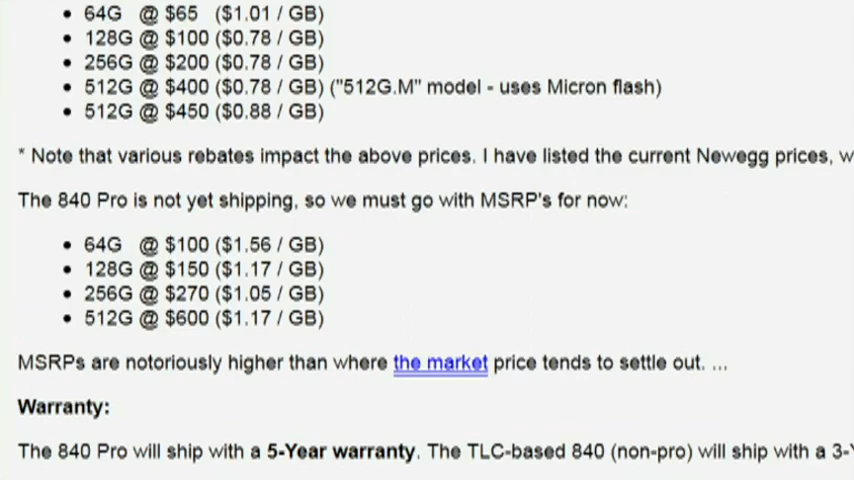 • 64G @ $65 ($1.01 / GB)
• 128G @ $100 ($0.78 / GB)
• 256G @ $200 ($0.78 / GB)
• 512G @ $400 ($0.78 / GB) ("512G.M" model - uses Micron flash)
• 512G @ $450 ($0.88 / GB)
* Note that various rebates impact the above prices. I have listed the current Newegg prices, w
The 840 Pro is not yet shipping, so we must go with MSRP's for now:
• 64G @ $100 ($1.56 / GB)
• 128G @ $150 ($1.17 / GB)
• 256G @ $270 ($1.05 / GB)
• 512G @ $600 ($1.17 / GB)
MSRPs are notoriously higher than where the market price tends to settle out. ...
Warranty:
The 840 Pro will ship with a 5-Year warranty. The TLC-based 840 (non-pro) will ship with a 3-Y